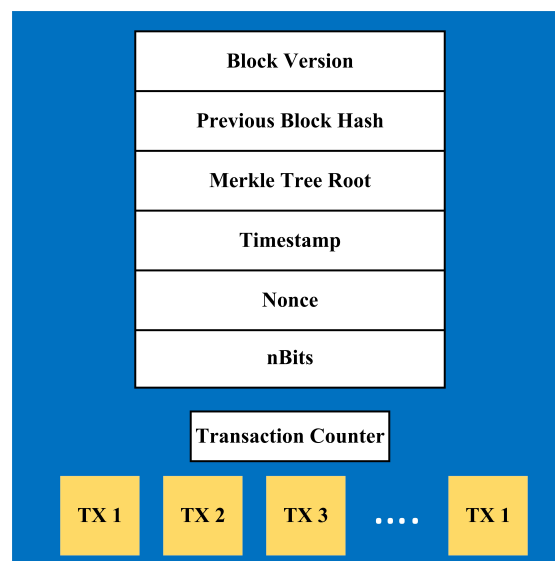 Block Version
Previous Block Hash
Merkle Tree Root
Timestamp
Nonce
nBits
Transaction Counter
TX 1 TX 2 TX 3 .... TX 1